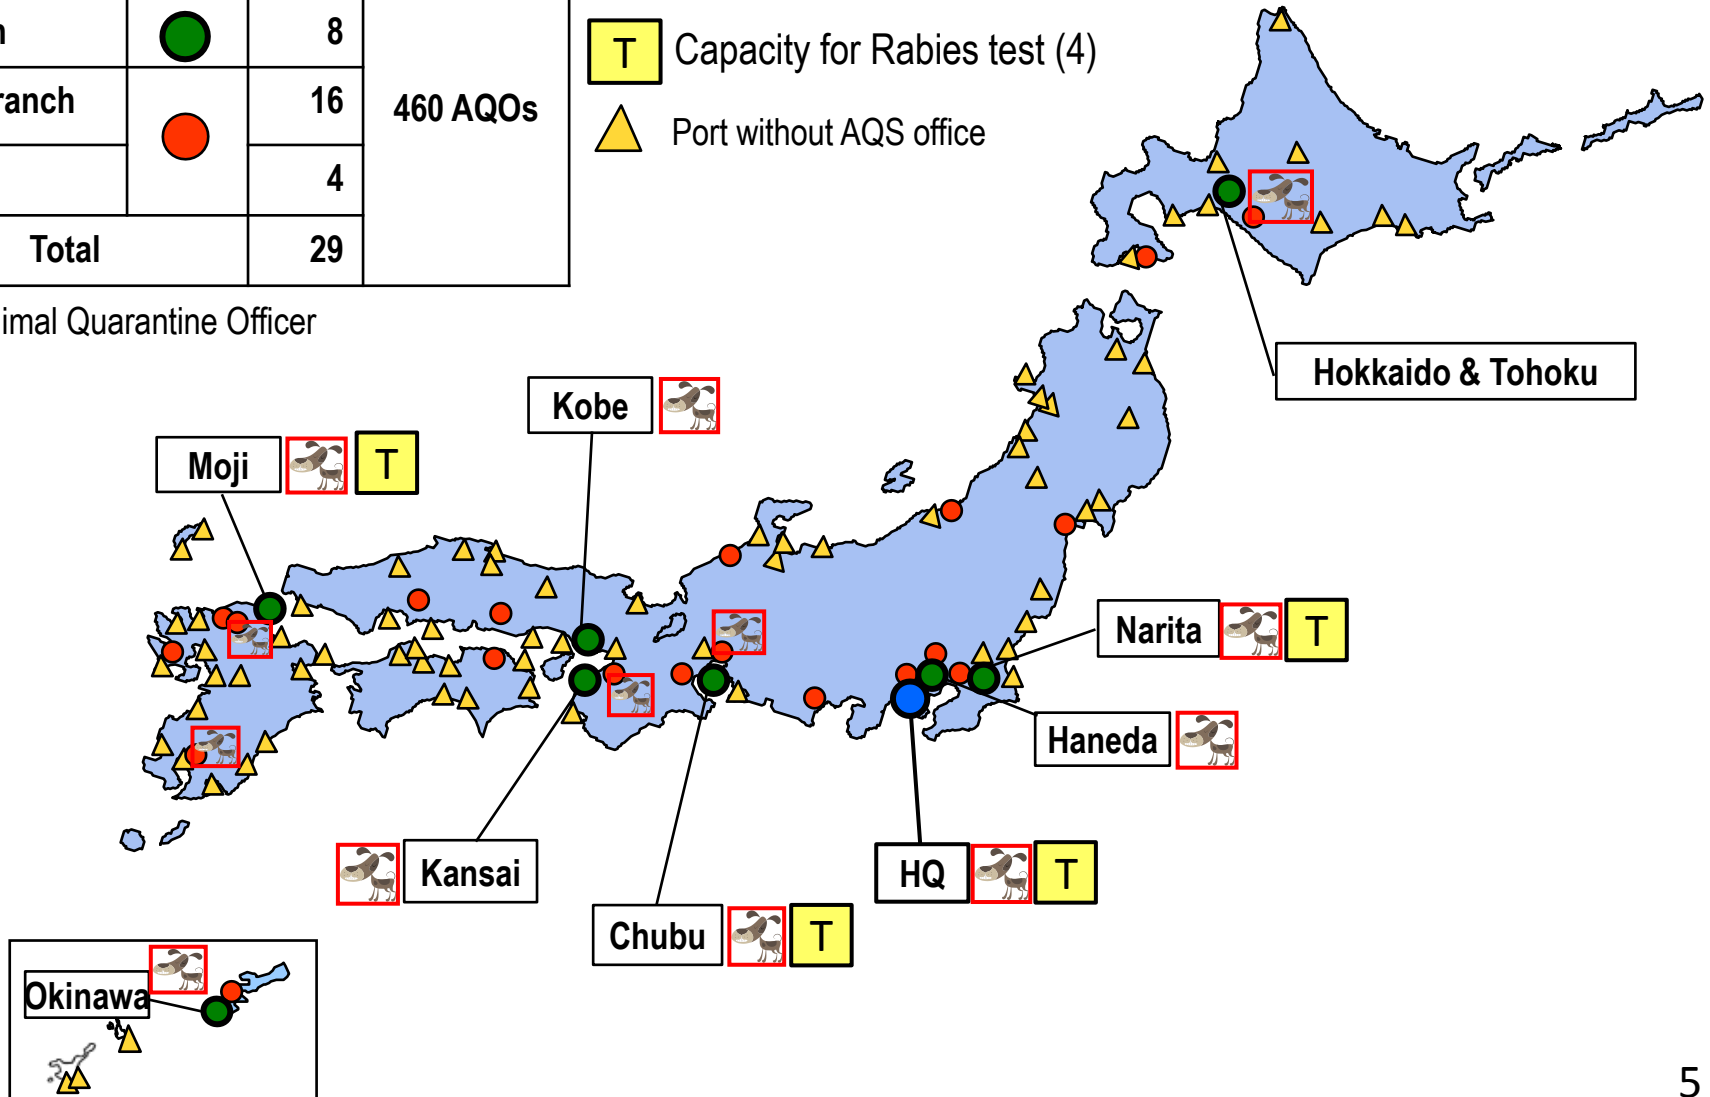 8
16
460 AQOs
4
Total
29
T Capacity for Rabies test (4)
Port without AQS office
imal Quarantine Officer
Hokkaido & Tohoku
Kobe
Moji T
Narita T
Haneda
Kansai
HQ T
Chubu T
Okinawa
5